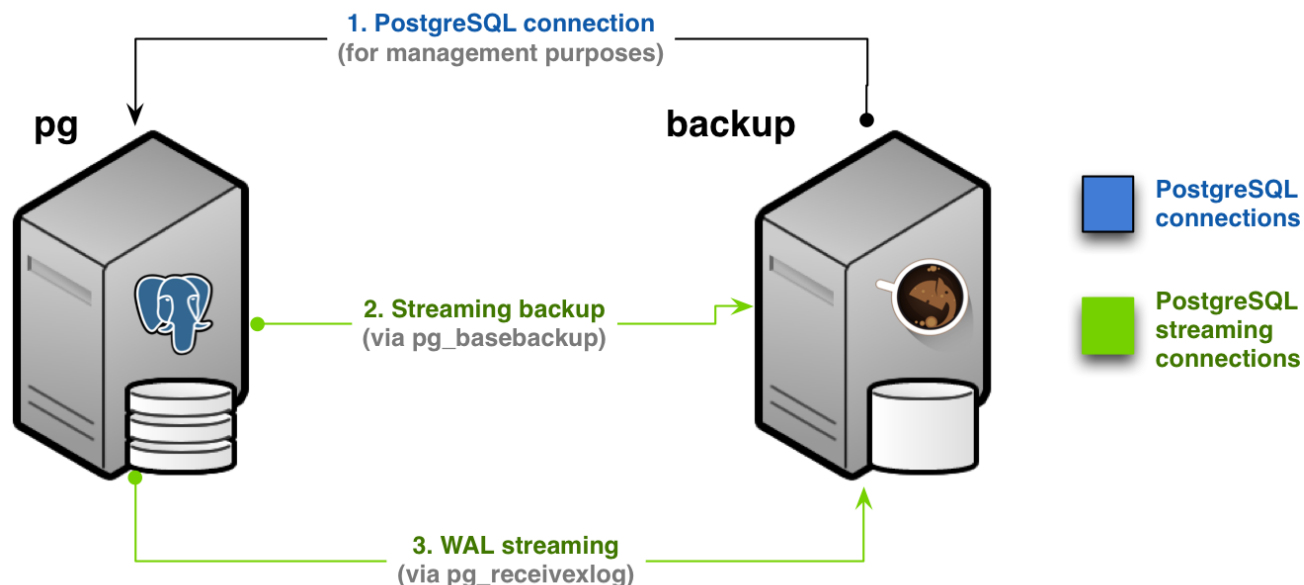 1. PostgreSQL connection
(for management purposes)
pg
backup
PostgreSQL
connections
2. Streaming backup
(via pg_basebackup)
PostgreSQL
streaming
connections
3. WAL streaming
(via pg_receivexlog)